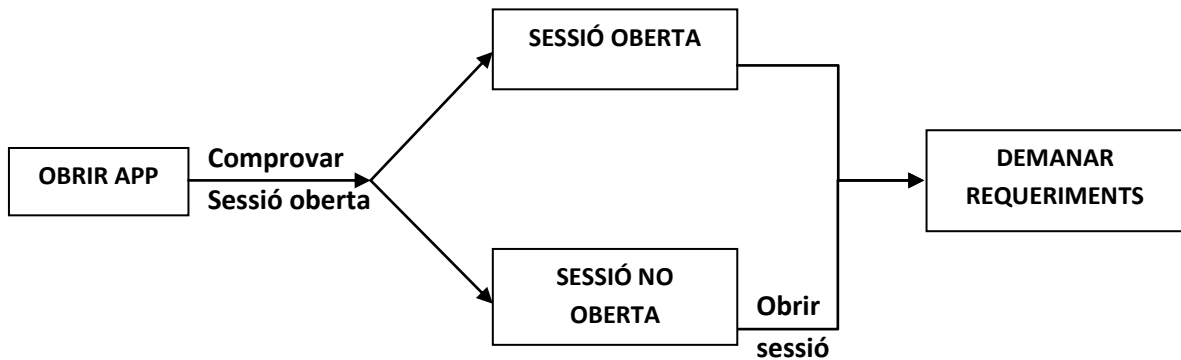 OBRIR APP
Comprovar
Sessió oberta
SESSIÓ OBERTA
SESSIÓ NO
OBERTA
Obrir
sessió
DEMANAR
REQUERIMENTS